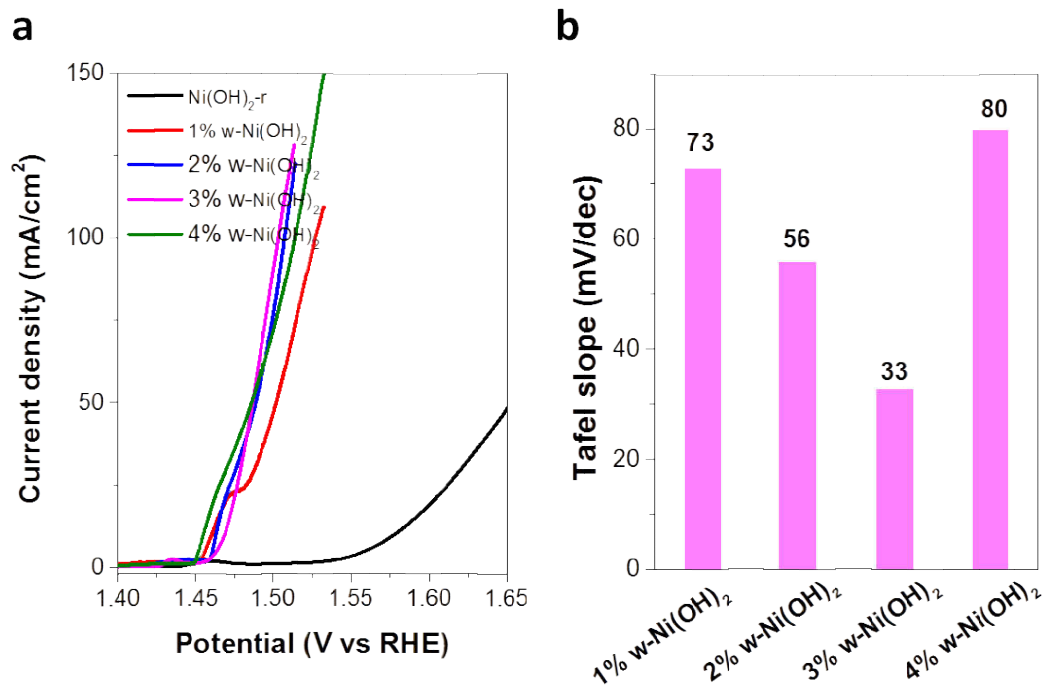 a
Current density (mA/cm²)
150
100
50
0
Ni(OH)₂-r
1% w-Ni(OH)₂
2% w-Ni(OH)₂
3% w-Ni(OH)₂
4% w-Ni(OH)₂
1.40 1.45 1.50 1.55 1.60 1.65
Potential (V vs RHE)
b
Tafel slope (mV/dec)
80
60
40
20
0
73
56
33
80
1% w-Ni(OH)₂
2% w-Ni(OH)₂
3% w-Ni(OH)₂
4% w-Ni(OH)₂